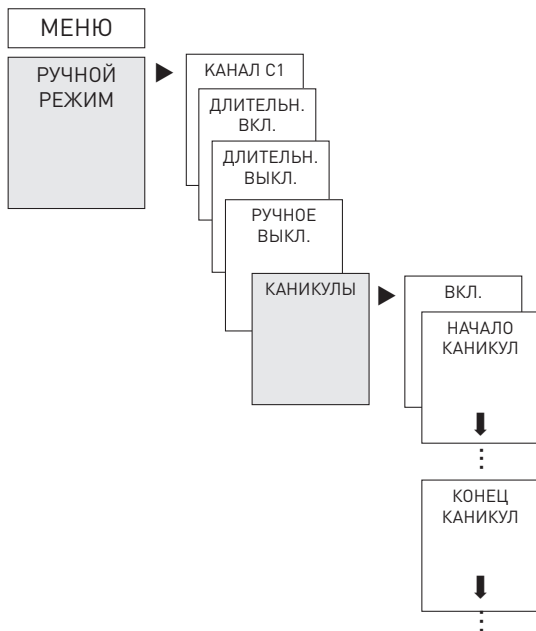 МЕНЮ
РУЧНОЙ
РЕЖИМ
КАНАЛ C1
ДЛИТЕЛЬН.
ВКЛ.
ДЛИТЕЛЬН.
ВЫКЛ.
РУЧНОЕ
ВЫКЛ.
КАНИКУЛЫ
ВКЛ.
НАЧАЛО
КАНИКУЛ
КОНЕЦ
КАНИКУЛ